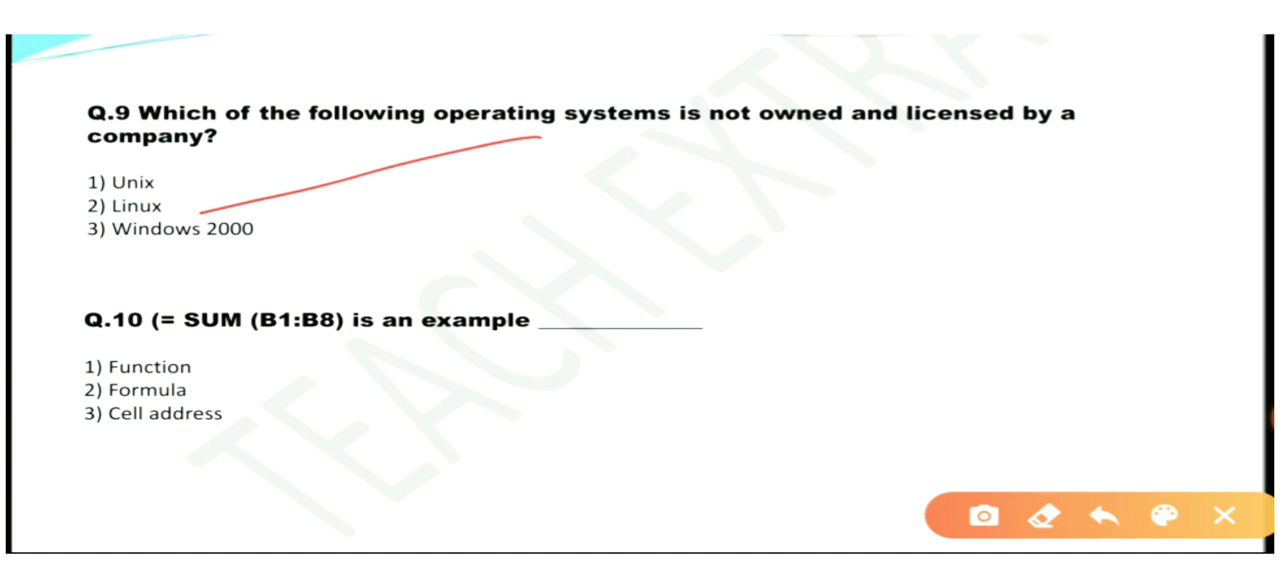 Q.9 Which of the following operating systems is not owned and licensed by a
company?
1) Unix
2) Linux
3) Windows 2000
Q.10 (= SUM (B1:B8) is an example ____________
1) Function
2) Formula
3) Cell address
TEACH EXTRA